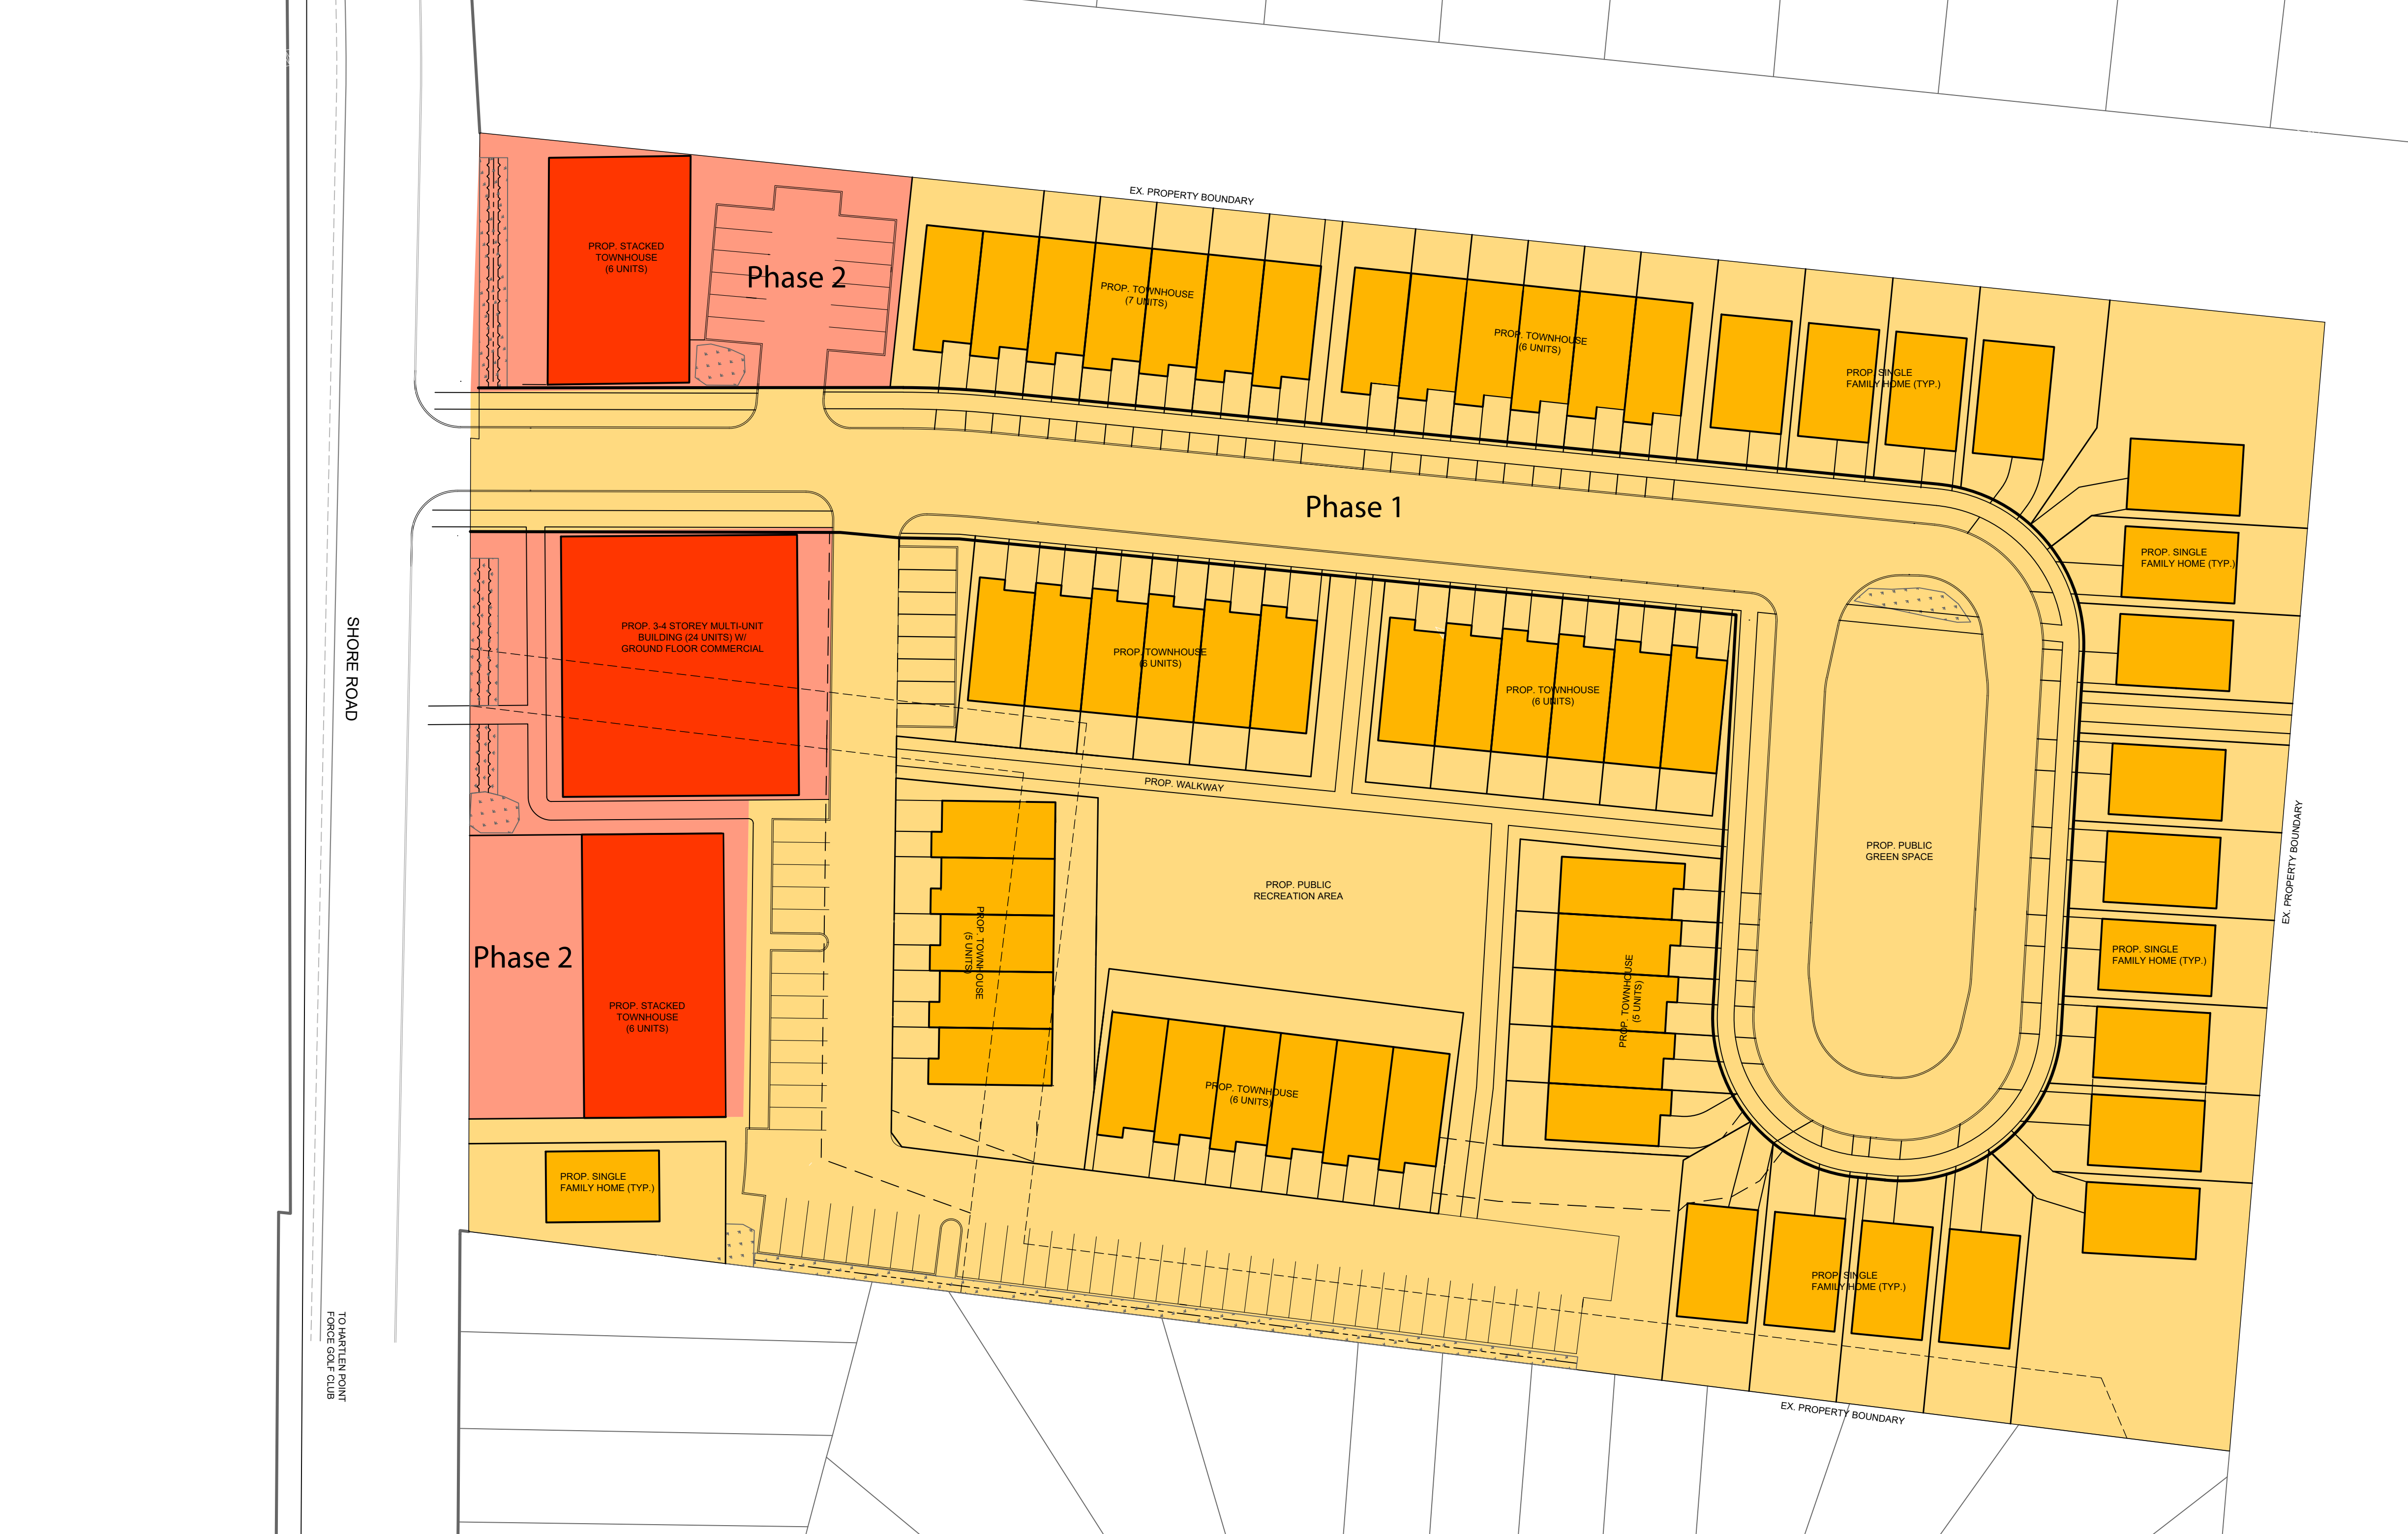 EX. PROPERTY BOUNDARY
PROP. STACKED
TOWNHOUSE
(6 UNITS)
Phase 2
PROP. TOWNHOUSE
(7 UNITS)
PROP. TOWNHOUSE
(6 UNITS)
PROP. SINGLE
FAMILY HOME (TYP.)
Phase 1
PROP. SINGLE
FAMILY HOME (TYP.)
SHORE ROAD
PROP. 3-4 STOREY MULTI-UNIT
BUILDING (24 UNITS) W/
GROUND FLOOR COMMERCIAL
PROP. TOWNHOUSE
(6 UNITS)
PROP. TOWNHOUSE
(6 UNITS)
PROP. WALKWAY
PROP. PUBLIC
GREEN SPACE
EX. PROPERTY BOUNDARY
PROP. PUBLIC
RECREATION AREA
PROP. TOWNHOUSE
(5 UNITS)
PROP. TOWNHOUSE
(5 UNITS)
PROP. SINGLE
FAMILY HOME (TYP.)
Phase 2
PROP. STACKED
TOWNHOUSE
(6 UNITS)
PROP. TOWNHOUSE
(6 UNITS)
PROP. SINGLE
FAMILY HOME (TYP.)
PROP. SINGLE
FAMILY HOME (TYP.)
TO HARTLEN POINT
FORCE GOLF CLUB
EX. PROPERTY BOUNDARY